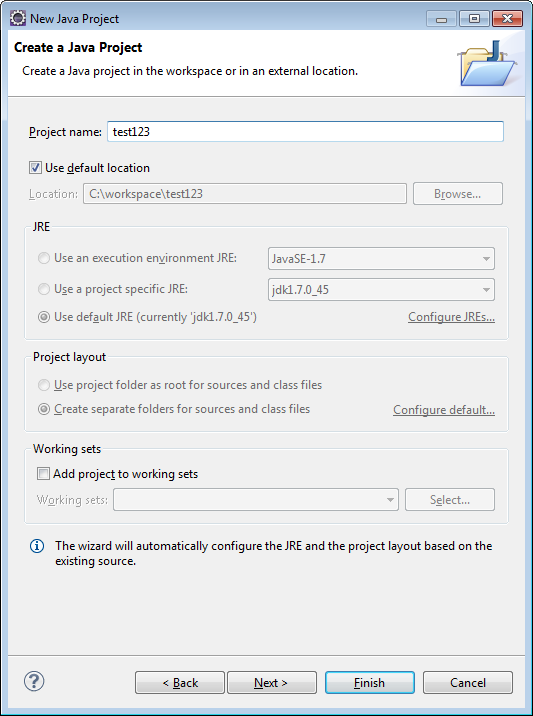 New Java Project
Create a Java Project
Create a Java project in the workspace or in an external location.
Project name: test123
Use default location
Location: C:\workspace\test123 Browse...
JRE
Use an execution environment JRE: JavaSE-1.7
Use a project specific JRE: jdk1.7.0_45
Use default JRE (currently 'jdk1.7.0_45') Configure JREs...
Project layout
Use project folder as root for sources and class files
Create separate folders for sources and class files Configure default...
Working sets
Add project to working sets
Working sets: Select...
The wizard will automatically configure the JRE and the project layout based on the
existing source.
? < Back Next > Finish Cancel